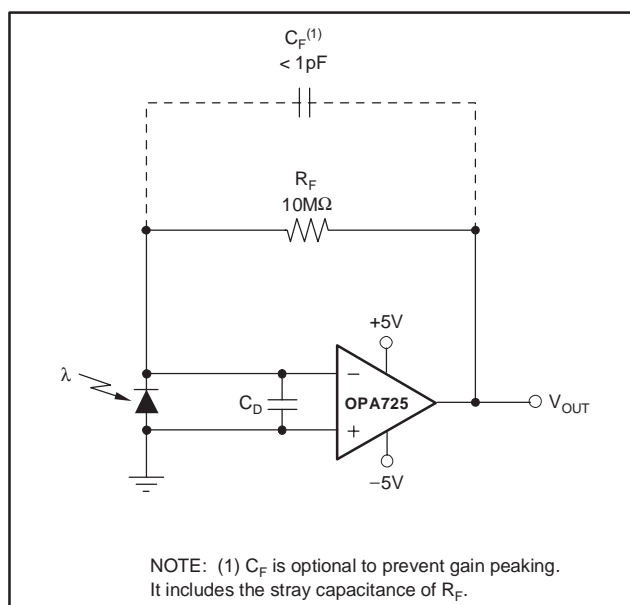 C_F^(1)
< 1pF
R_F
10MΩ
+5V
λ
C_D
−
OPA725
+
V_OUT
−5V
NOTE: (1) C_F is optional to prevent gain peaking.
It includes the stray capacitance of R_F.